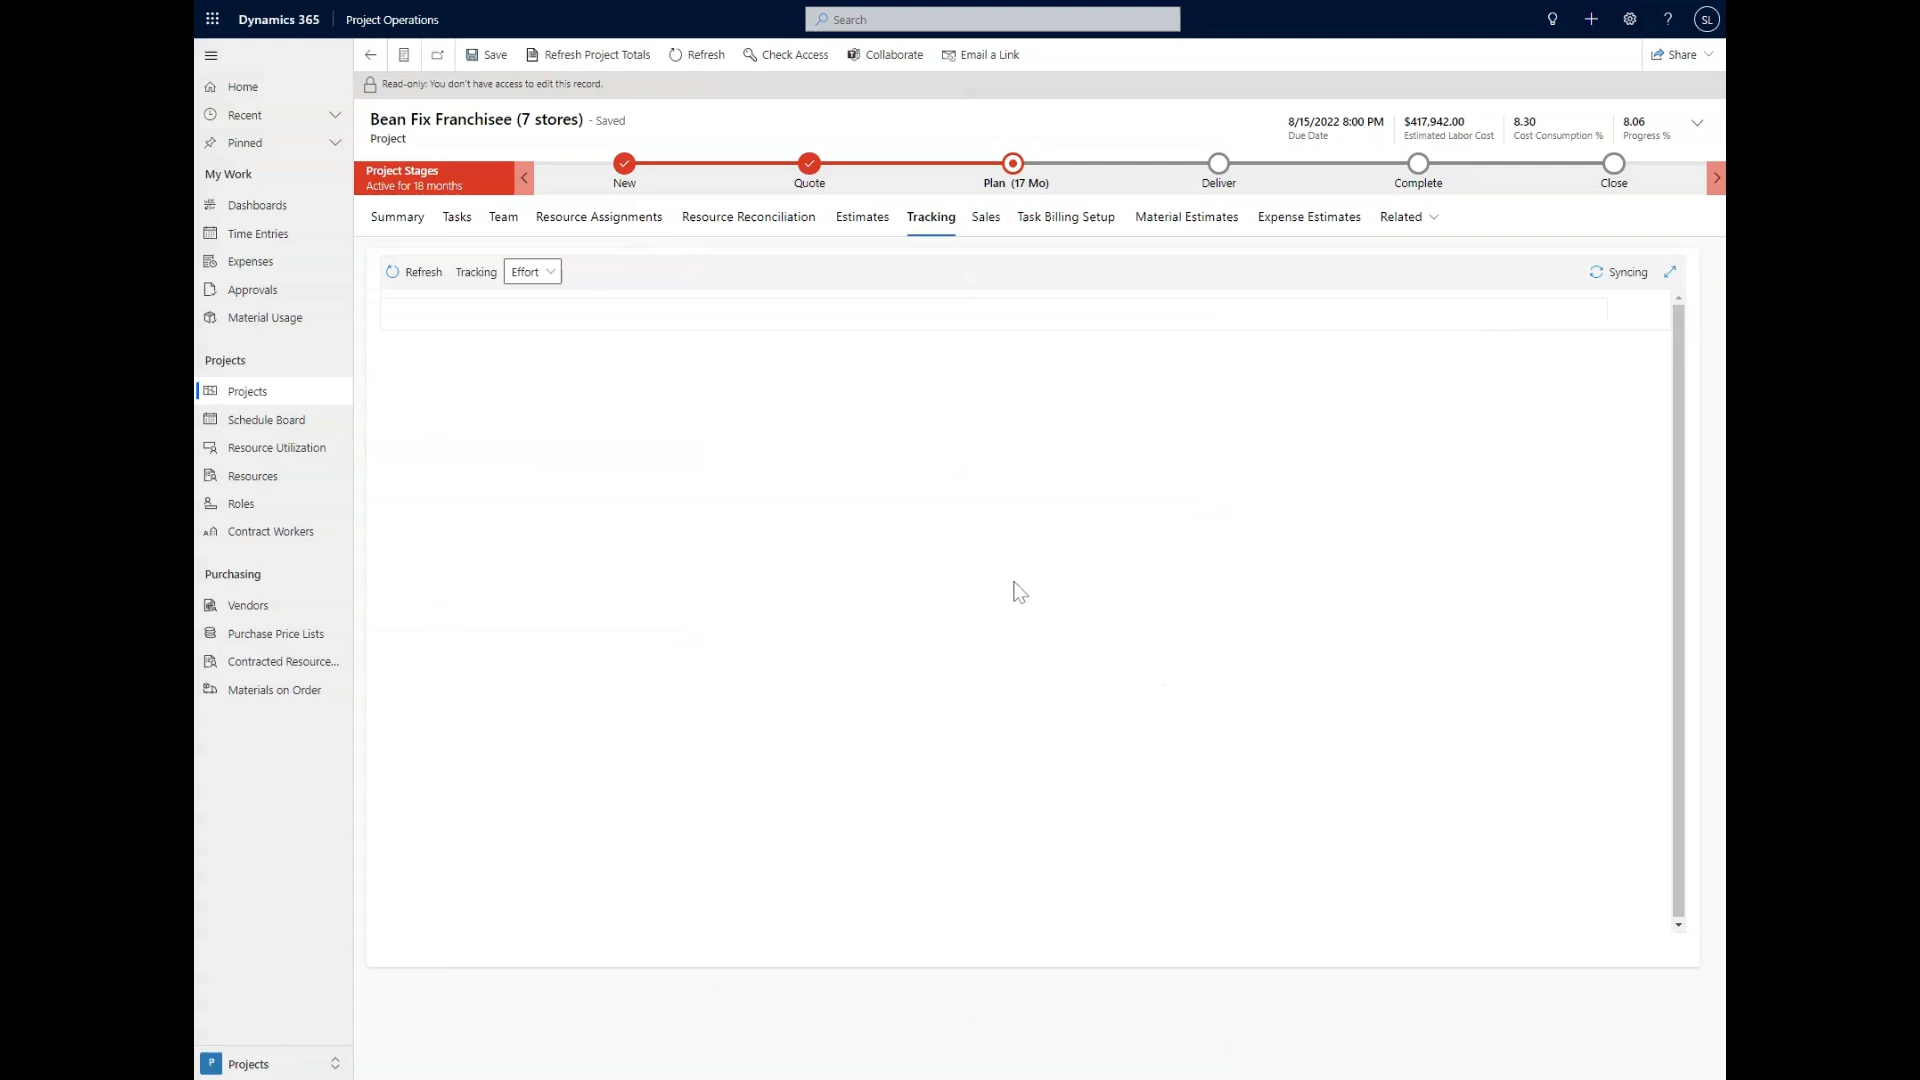 Dynamics 365
Project Operations
Search
SL
Save
Refresh Project Totals
Refresh
Check Access
Collaborate
Email a Link
Share
Read-only: You don't have access to edit this record.
Home
Recent
Pinned
My Work
Dashboards
Time Entries
Expenses
Approvals
Material Usage
Projects
Projects
Schedule Board
Resource Utilization
Resources
Roles
Contract Workers
Purchasing
Vendors
Purchase Price Lists
Contracted Resource...
Materials on Order
P Projects
Bean Fix Franchisee (7 stores) - Saved
Project
8/15/2022 8:00 PM
Due Date
$417,942.00
Estimated Labor Cost
8.30
Cost Consumption %
8.06
Progress %
Project Stages
Active for 18 months
New
Quote
Plan (17 Mo)
Deliver
Complete
Close
Summary
Tasks
Team
Resource Assignments
Resource Reconciliation
Estimates
Tracking
Sales
Task Billing Setup
Material Estimates
Expense Estimates
Related
Refresh
Tracking
Effort
Syncing